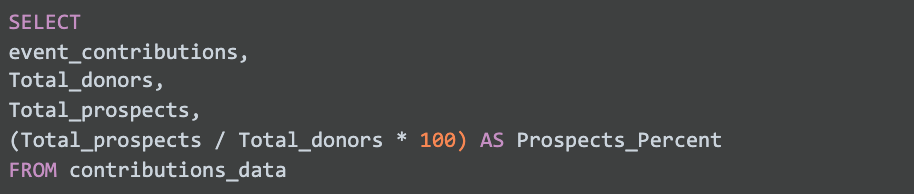 SELECT
event_contributions,
Total_donors,
Total_prospects,
(Total_prospects / Total_donors * 100) AS Prospects_Percent
FROM contributions_data